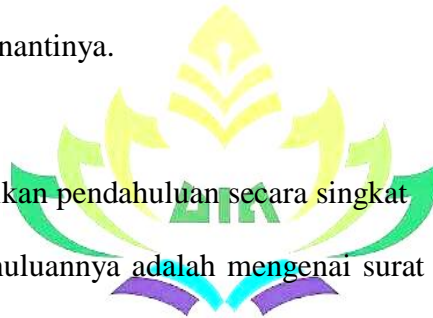 nantinya.
kan pendahuluan secara singkat
huluannya adalah mengenai surat